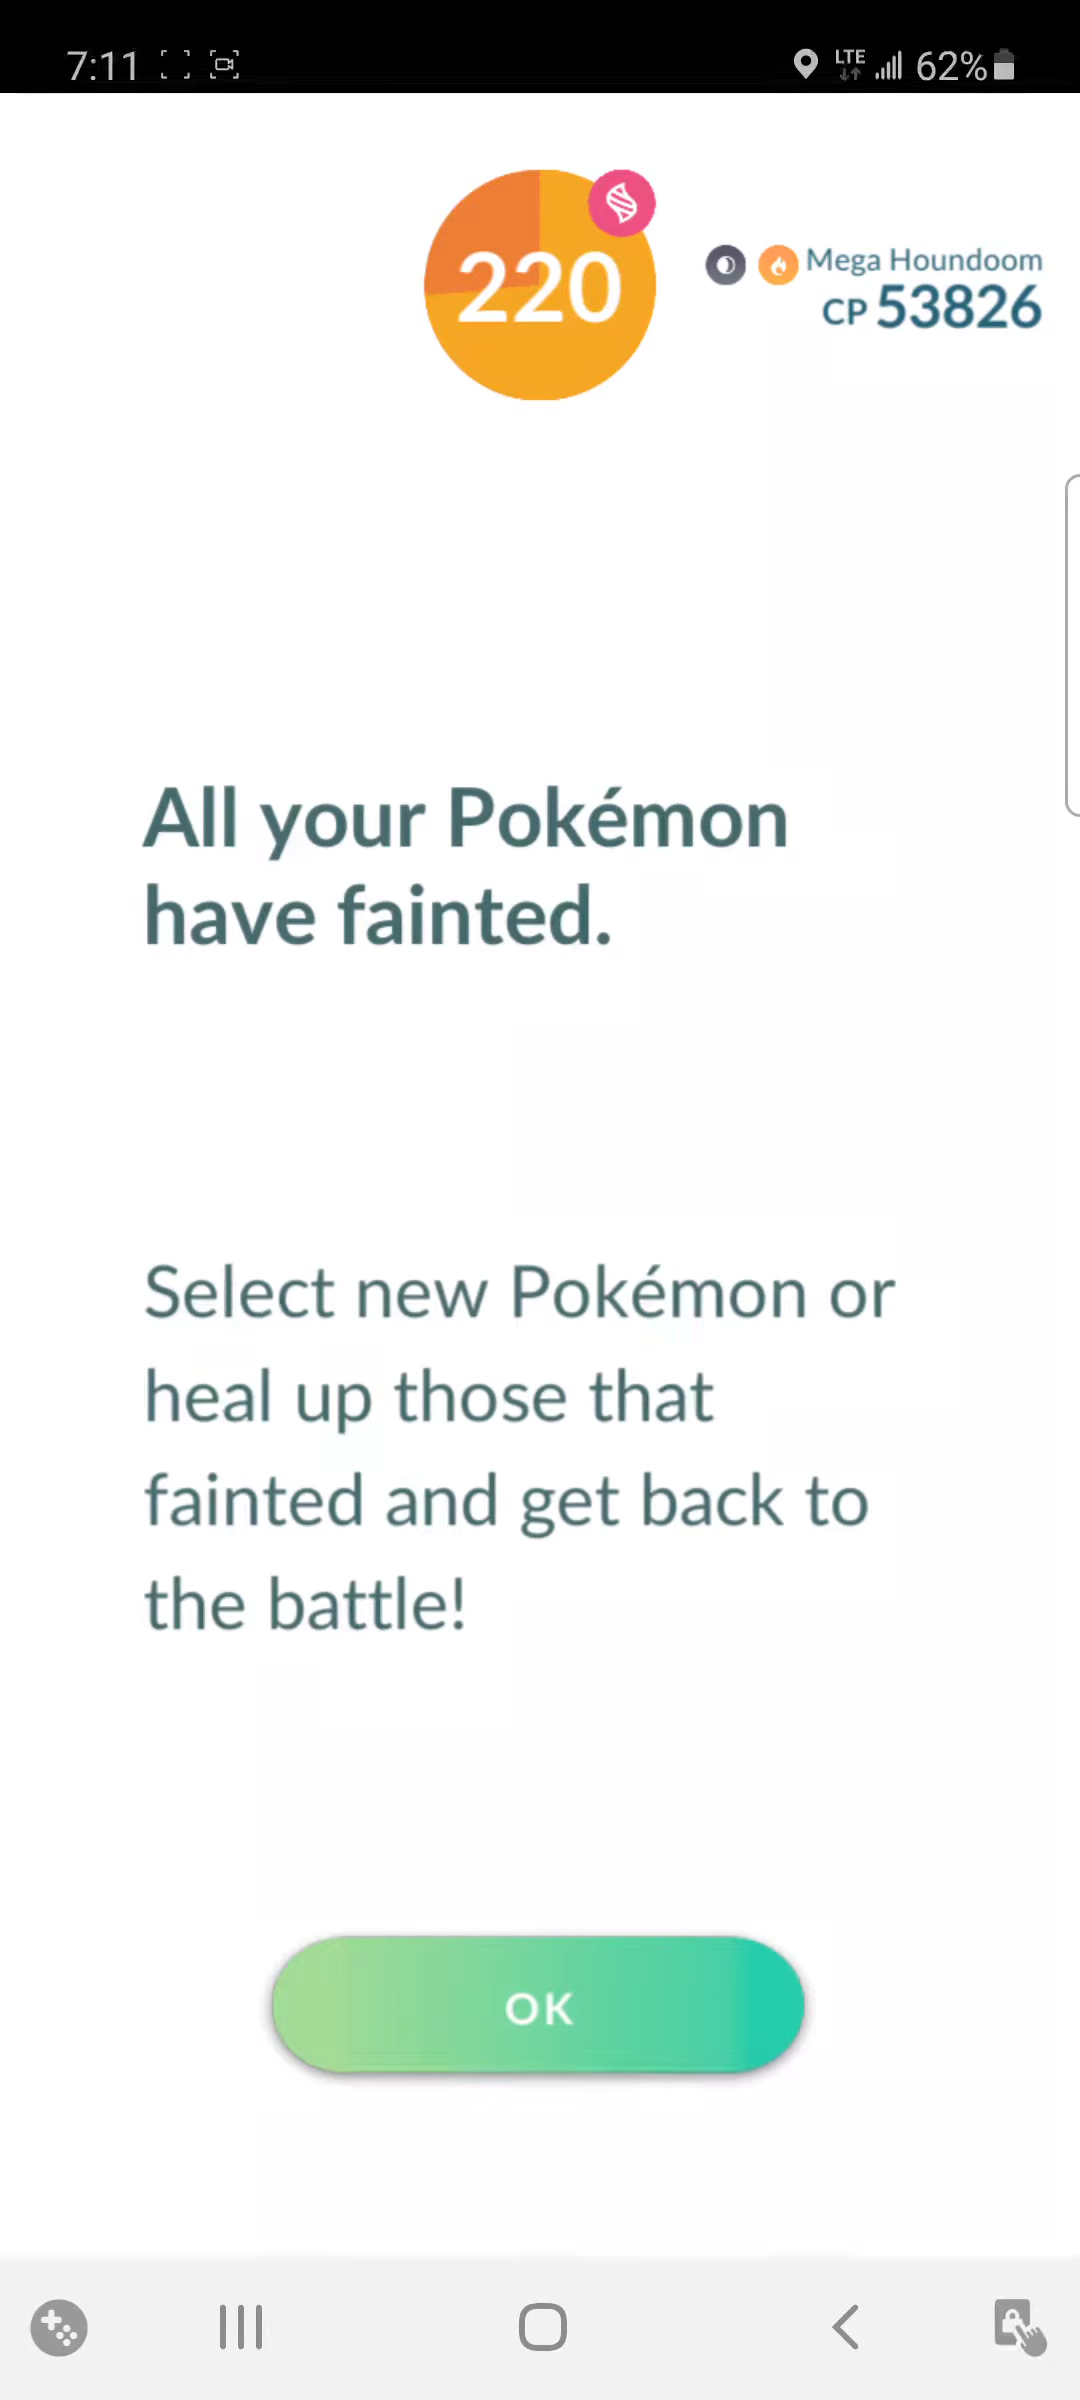 7:11 LTE 62%
220
Mega Houndoom
CP 53826
All your Pokémon
have fainted.
Select new Pokémon or
heal up those that
fainted and get back to
the battle!
OK